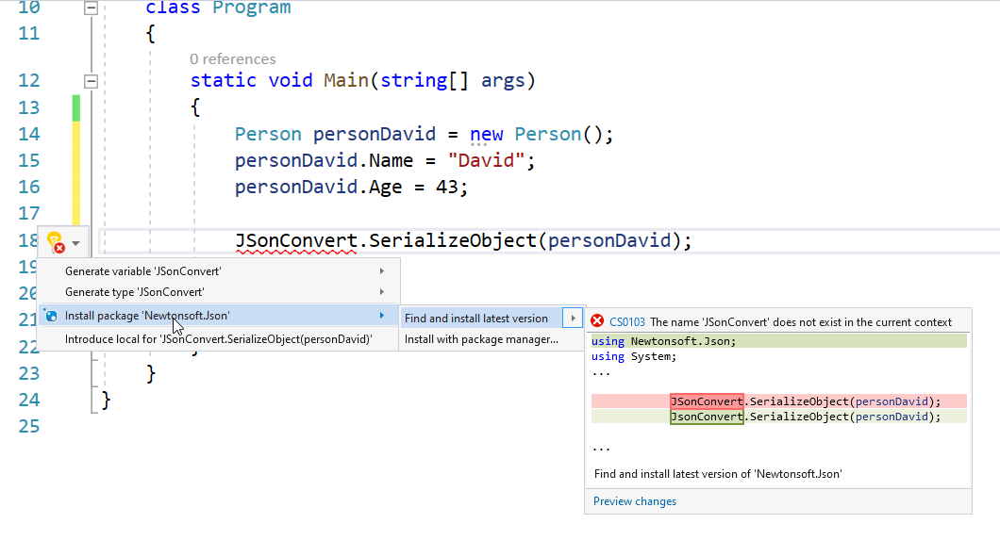 10 class Program
11 {
0 references
12 static void Main(string[] args)
13 {
14 Person personDavid = new Person();
15 personDavid.Name = "David";
16 personDavid.Age = 43;
17
18 JSonConvert.SerializeObject(personDavid);
19
Generate variable 'JSonConvert'
20
Generate type 'JSonConvert'
21
Install package 'Newtonsoft.Json'
22
Introduce local for 'JSonConvert.SerializeObject(personDavid)'
Find and install latest version
Install with package manager...
CS0103 The name 'JSonConvert' does not exist in the current context
using Newtonsoft.Json;
using System;
...
JSonConvert.SerializeObject(personDavid);
JsonConvert.SerializeObject(personDavid);
...
Find and install latest version of 'Newtonsoft.Json'
Preview changes
23 }
24 }
25